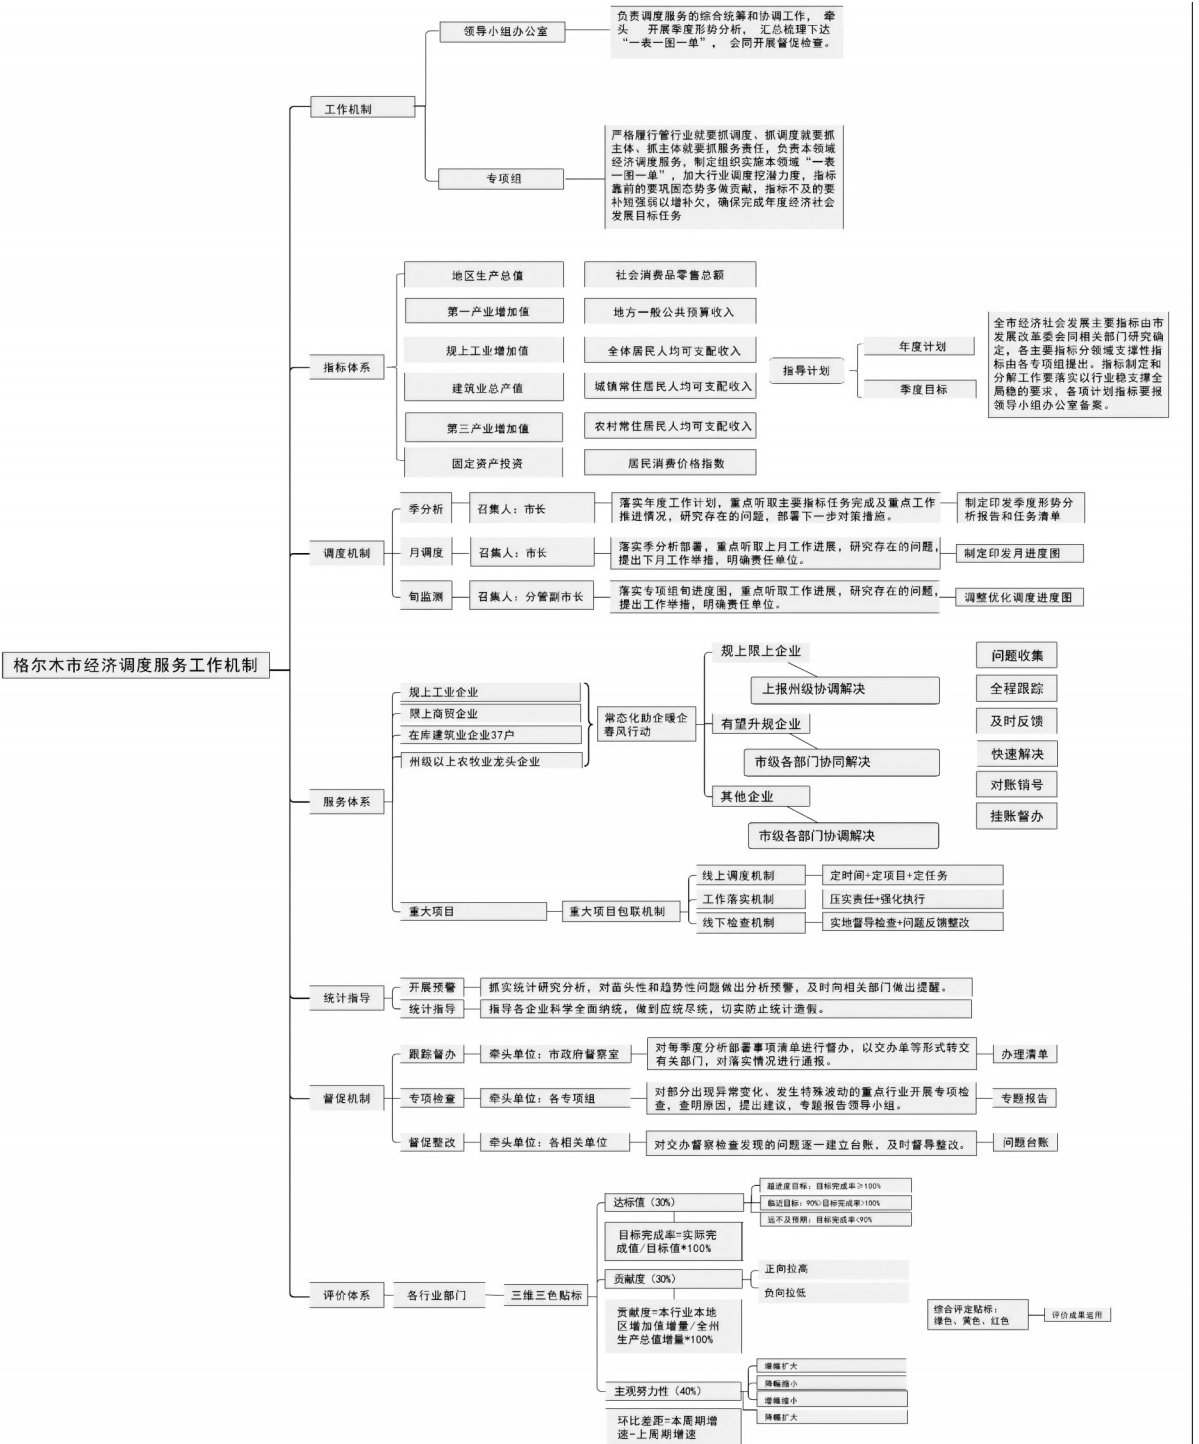 格尔木市经济调度服务工作机制
工作机制
领导小组办公室
负责调度服务的综合统筹和协调工作， 牵
头 开展季度形势分析， 汇总梳理下达
“一表一图一单”， 会同开展督促检查。
专项组
严格履行管行业就要抓调度、抓调度就要抓
主体、抓主体就要抓服务责任，负责本领域
经济调度服务，制定组织实施本领域“一表
一图一单”，加大行业调度挖潜力度，指标
靠前的要巩固态势多做贡献，指标不及的要
补短强弱以增补欠，确保完成年度经济社会
发展目标任务
指标体系
地区生产总值
社会消费品零售总额
第一产业增加值
地方一般公共预算收入
规上工业增加值
全体居民人均可支配收入
建筑业总产值
城镇常住居民人均可支配收入
第三产业增加值
农村常住居民人均可支配收入
固定资产投资
居民消费价格指数
指导计划
年度计划
季度目标
全市经济社会发展主要指标由市
发展改革委会同相关部门研究确
定，各主要指标分领域支撑性指
标由各专项组提出。指标制定和
分解工作要落实以行业稳支撑全
局稳的要求，各项计划指标要报
领导小组办公室备案。
调度机制
季分析
召集人：市长
落实年度工作计划，重点听取主要指标任务完成及重点工作
推进情况，研究存在的问题，部署下一步对策措施。
制定印发季度形势分
析报告和任务清单
月调度
召集人：市长
落实季分析部署，重点听取上月工作进展，研究存在的问题，
提出下月工作举措，明确责任单位。
制定印发月进度图
旬监测
召集人：分管副市长
落实专项组旬进度图，重点听取工作进展，研究存在的问题，
提出工作举措，明确责任单位。
调整优化调度进度图
服务体系
规上工业企业
限上商贸企业
在库建筑业企业37户
州级以上农牧业龙头企业
常态化助企暖企
春风行动
规上限上企业
上报州级协调解决
有望升规企业
市级各部门协同解决
其他企业
市级各部门协调解决
问题收集
全程跟踪
及时反馈
快速解决
对账销号
挂账督办
重大项目
重大项目包联机制
线上调度机制
定时间+定项目+定任务
工作落实机制
压实责任+强化执行
线下检查机制
实地督导检查+问题反馈整改
统计指导
开展预警
抓实统计研究分析，对苗头性和趋势性问题做出分析预警，及时向相关部门做出提醒。
统计指导
指导各企业科学全面纳统，做到应统尽统，切实防止统计造假。
督促机制
跟踪督办
牵头单位：市政府督察室
对每季度分析部署事项清单进行督办，以交办单等形式转交
有关部门，对落实情况进行通报。
办理清单
专项检查
牵头单位：各专项组
对部分出现异常变化、发生特殊波动的重点行业开展专项检
查，查明原因，提出建议，专题报告领导小组。
专题报告
督促整改
牵头单位：各相关单位
对交办督察检查发现的问题逐一建立台账，及时督导整改。
问题台账
评价体系
各行业部门
三维三色贴标
达标值（30%）
超进度目标：目标完成率≥100%
临近目标：90%>目标完成率>100%
远不及预期：目标完成率<90%
目标完成率=实际完
成值/目标值*100%
贡献度（30%）
正向拉高
负向拉低
贡献度=本行业本地
区增加值增量/全州
生产总值增量*100%
主观努力性（40%）
增幅扩大
降幅缩小
增幅缩小
降幅扩大
环比差距=本周期增
速-上周期增速
综合评定贴标：
绿色、黄色、红色
评价成果运用